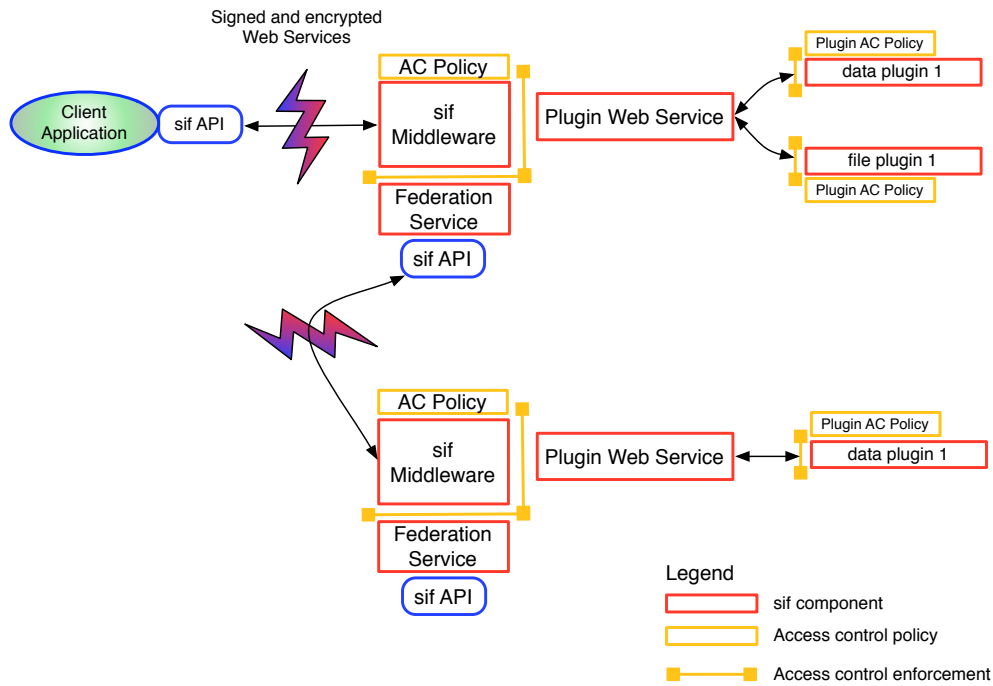 Signed and encrypted
Web Services
Client
Application
sif API
AC Policy
sif
Middleware
Federation
Service
sif API
Plugin Web Service
Plugin AC Policy
data plugin 1
file plugin 1
Plugin AC Policy
AC Policy
sif
Middleware
Federation
Service
sif API
Plugin Web Service
Plugin AC Policy
data plugin 1
Legend
sif component
Access control policy
Access control enforcement